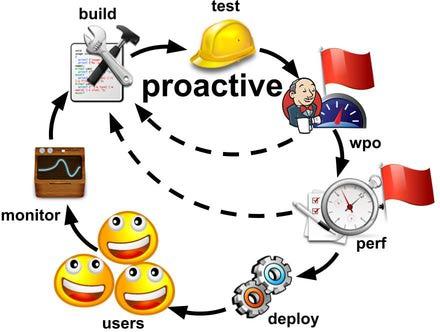 build
test
proactive
wpo
perf
deploy
users
monitor